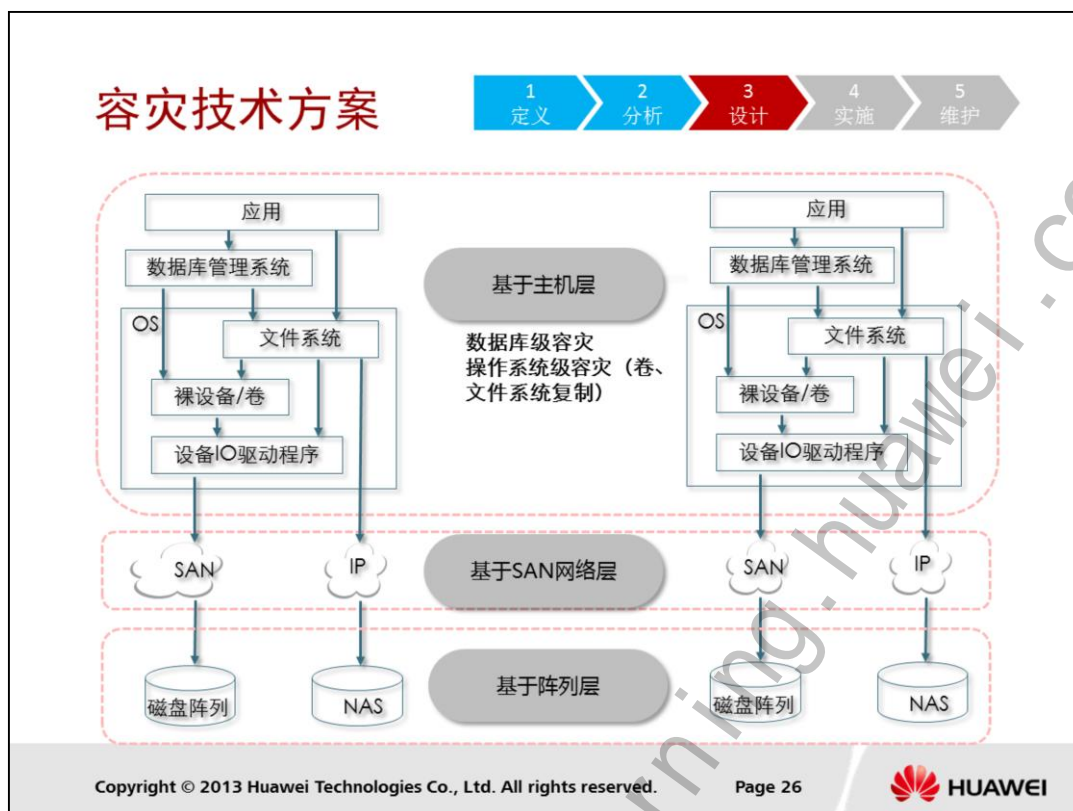 容灾技术方案
1
定义
2
分析
3
设计
4
实施
5
维护
应用
数据库管理系统
OS
文件系统
裸设备/卷
设备IO驱动程序
基于主机层
数据库级容灾
操作系统级容灾（卷、
文件系统复制）
应用
数据库管理系统
OS
文件系统
裸设备/卷
设备IO驱动程序
SAN
IP
基于SAN网络层
SAN
IP
磁盘阵列
NAS
基于阵列层
磁盘阵列
NAS
Copyright © 2013 Huawei Technologies Co., Ltd. All rights reserved.
Page 26
HUAWEI
rning.huawei.c